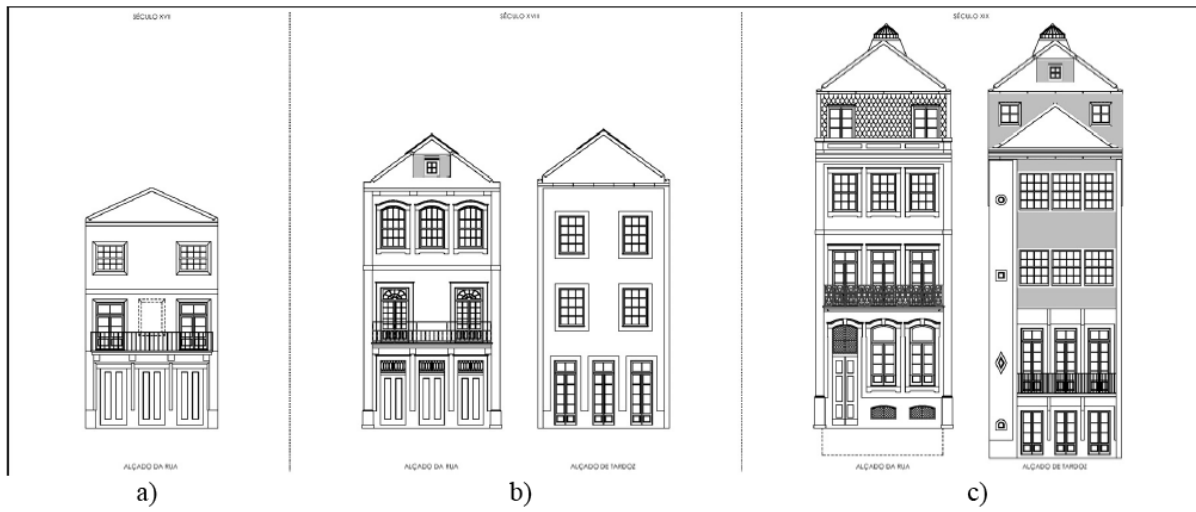 SÉCULO XVII
SÉCULO XVIII
SÉCULO XIX
ALÇADO DA RUA
ALÇADO DA RUA
ALÇADO DE TARDOZ
ALÇADO DA RUA
ALÇADO DE TARDOZ
a)
b)
c)